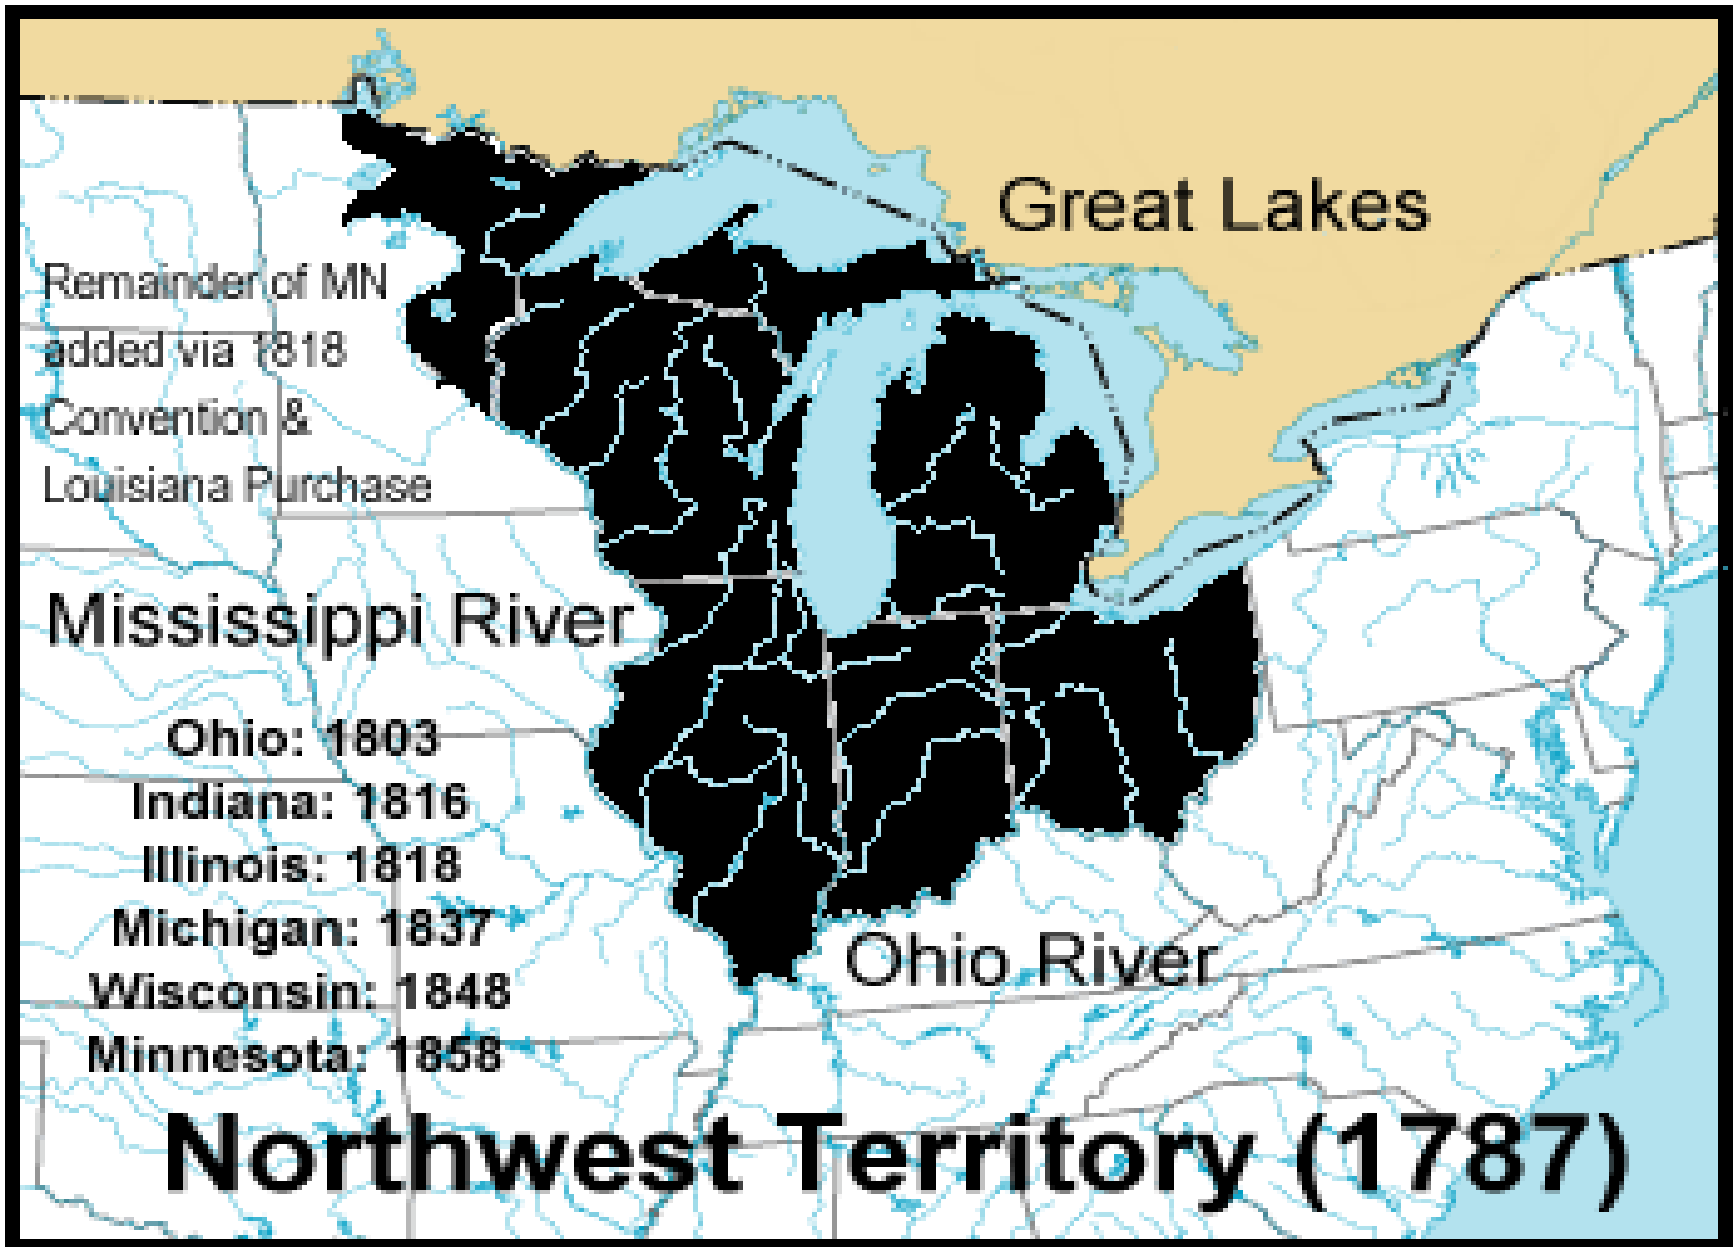 Great Lakes
Remainder of MN
added via 1818
Convention &
Louisiana Purchase
Mississippi River
Ohio: 1803
Indiana: 1816
Illinois: 1818
Michigan: 1837
Wisconsin: 1848
Minnesota: 1858
Ohio River
Northwest Territory (1787)